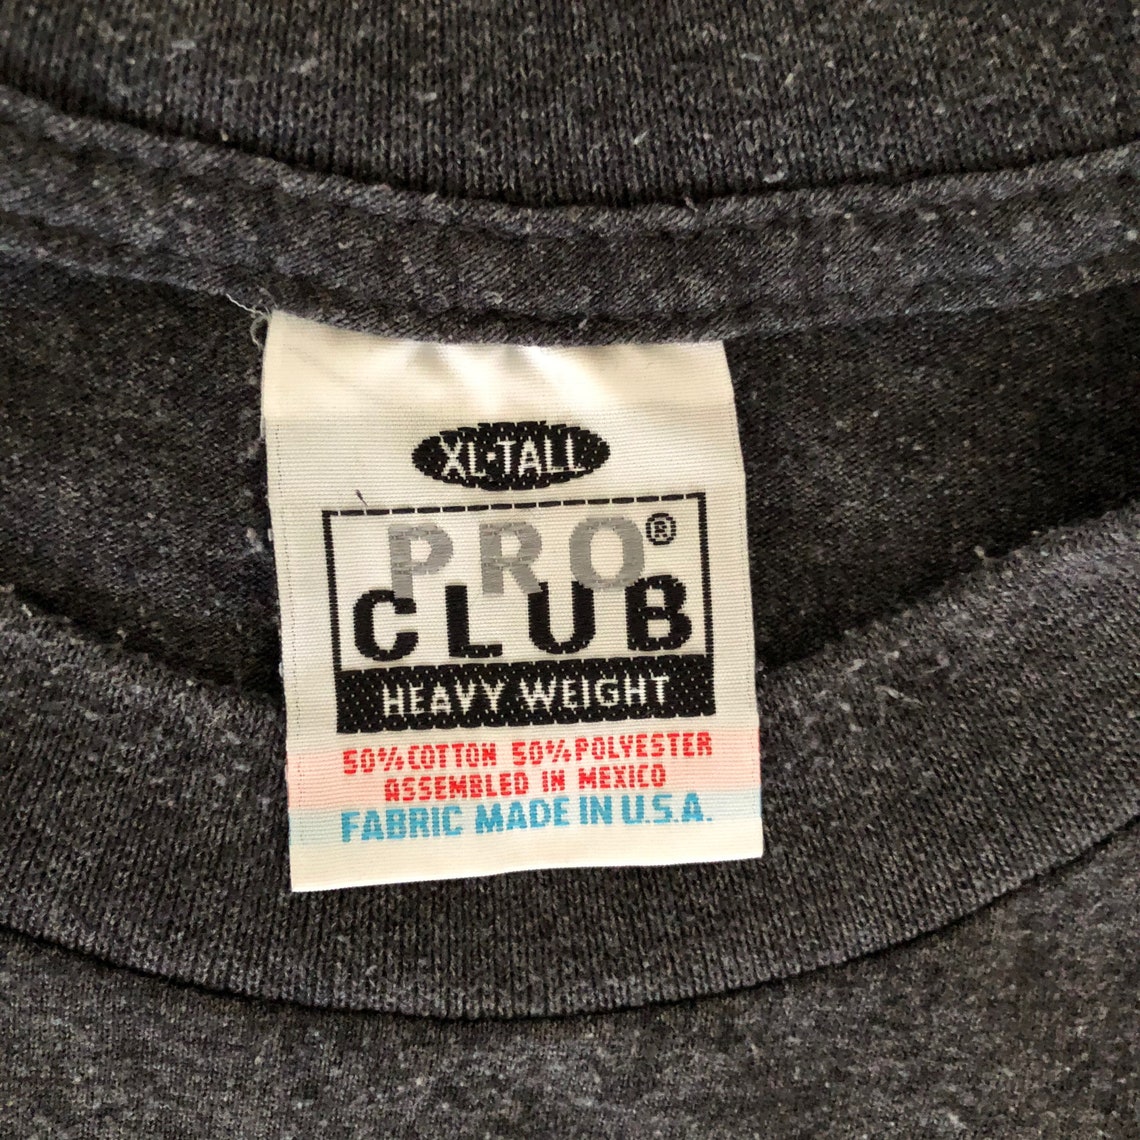 XL-TALL
PRO®
CLUB
HEAVY WEIGHT
50% COTTON 50% POLYESTER
ASSEMBLED IN MEXICO
FABRIC MADE IN U.S.A.